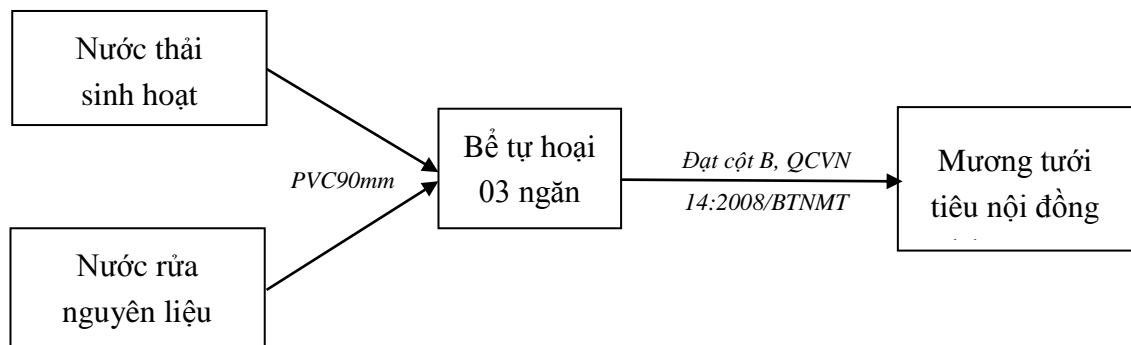 Nước thải
sinh hoạt
PVC90mm
Nước rửa
nguyên liệu
Bể tự hoại
03 ngăn
Đạt cột B, QCVN
14:2008/BTNMT
Mương tưới
tiêu nội đồng